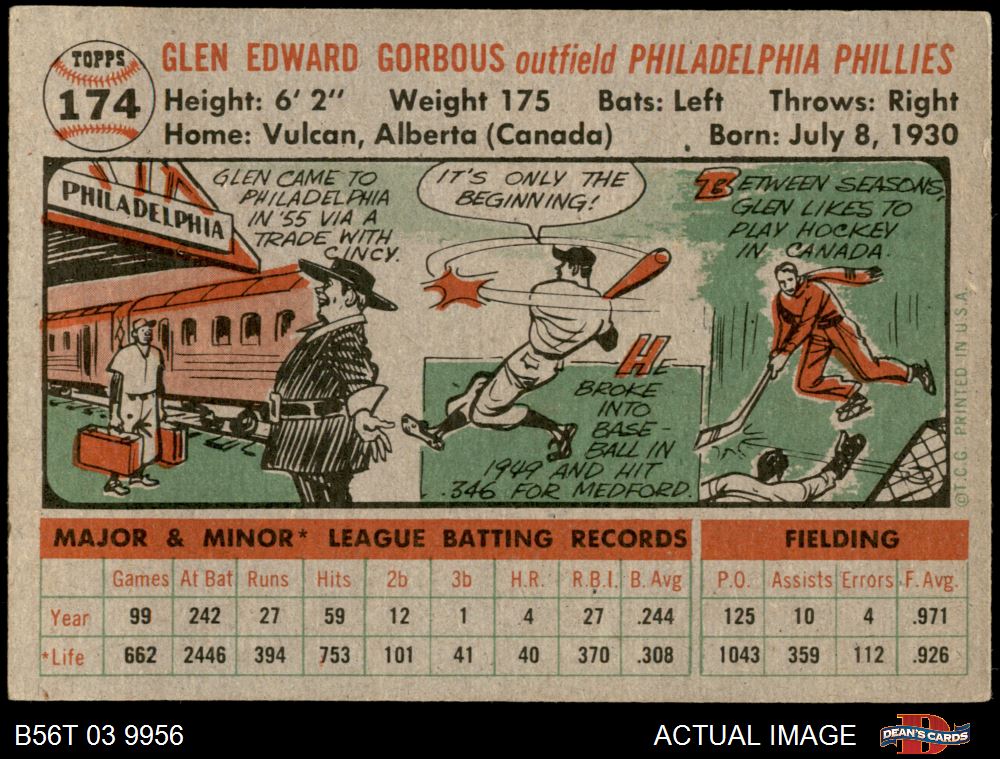 TOPPS
174
GLEN EDWARD GORBOUS outfield PHILADELPHIA PHILLIES
Height: 6' 2" Weight 175 Bats: Left Throws: Right
Home: Vulcan, Alberta (Canada) Born: July 8, 1930
PHILADELPHIA
GLEN CAME TO
PHILADELPHIA
IN '55 VIA A
TRADE WITH
CINCY.
IT'S ONLY THE
BEGINNING!
HE
BROKE
INTO
BASE-
BALL IN
1949 AND HIT
.346 FOR MEDFORD.
BETWEEN SEASONS,
GLEN LIKES TO
PLAY HOCKEY
IN CANADA.
©T.C.G. PRINTED IN U.S.A.
MAJOR & MINOR* LEAGUE BATTING RECORDS FIELDING
Games At Bat Runs Hits 2b 3b H.R. R.B.I. B. Avg P.O. Assists Errors F. Avg.
Year 99 242 27 59 12 1 4 27 .244 125 10 4 .971
*Life 662 2446 394 753 101 41 40 370 .308 1043 359 112 .926
B56T 03 9956 ACTUAL IMAGE D DEAN'S CARDS